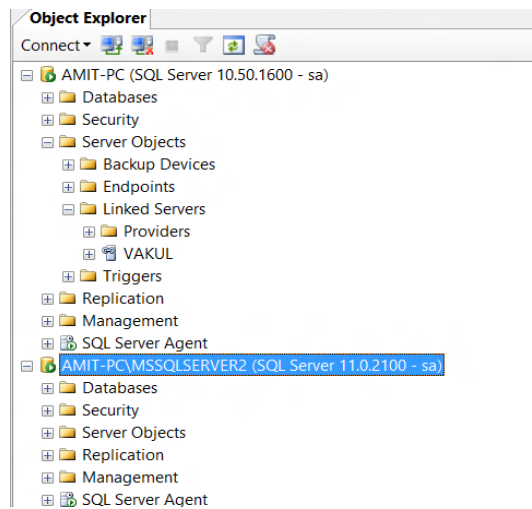 Object Explorer
Connect
AMIT-PC (SQL Server 10.50.1600 - sa)
Databases
Security
Server Objects
Backup Devices
Endpoints
Linked Servers
Providers
VAKUL
Triggers
Replication
Management
SQL Server Agent
AMIT-PC\MSSQLSERVER2 (SQL Server 11.0.2100 - sa)
Databases
Security
Server Objects
Replication
Management
SQL Server Agent